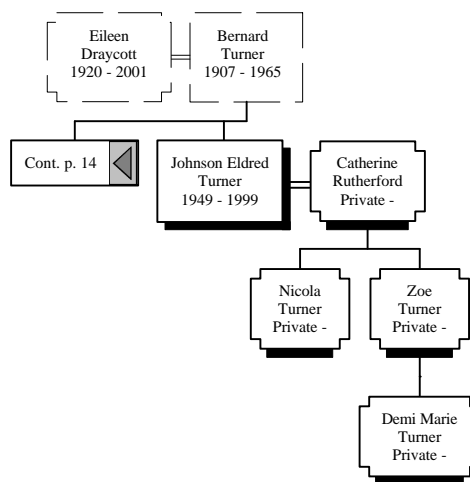 Eileen
Draycott
1920 - 2001
Bernard
Turner
1907 - 1965
Cont. p. 14
Johnson Eldred
Turner
1949 - 1999
Catherine
Rutherford
Private -
Nicola
Turner
Private -
Zoe
Turner
Private -
Demi Marie
Turner
Private -